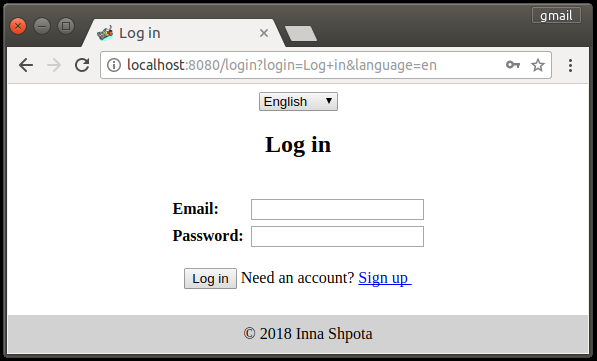 gmail
Log in
localhost:8080/login?login=Log+in&language=en
English
Log in
Email:
Password:
Log in Need an account? Sign up
© 2018 Inna Shpota